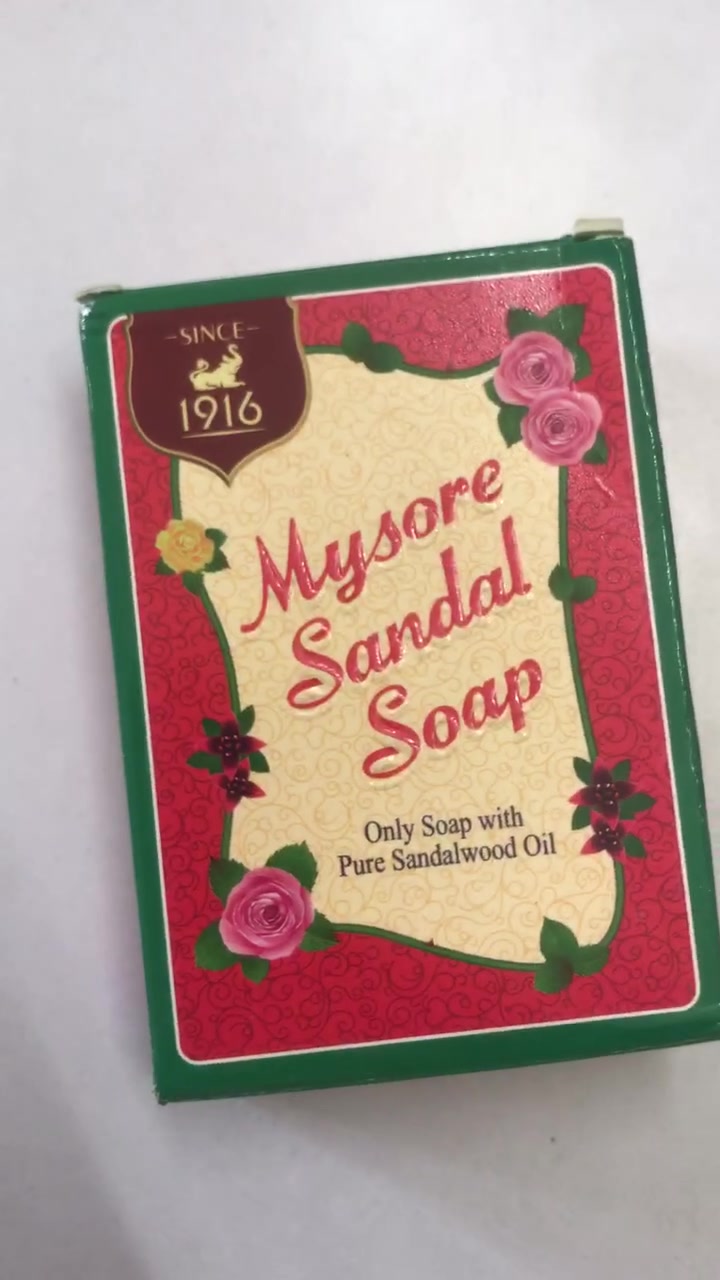 -SINCE-
1916
Mysore
Sandal
Soap
Only Soap with
Pure Sandalwood Oil